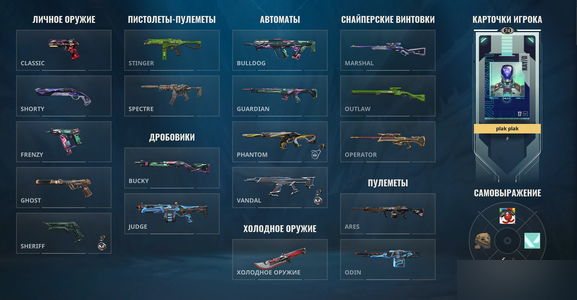 ЛИЧНОЕ ОРУЖИЕ
CLASSIC
SHORTY
FRENZY
GHOST
SHERIFF
ПИСТОЛЕТЫ-ПУЛЕМЕТЫ
STINGER
SPECTRE
ДРОБОВИКИ
BUCKY
JUDGE
АВТОМАТЫ
BULLDOG
GUARDIAN
PHANTOM
VANDAL
ХОЛОДНОЕ ОРУЖИЕ
ХОЛОДНОЕ ОРУЖИЕ
СНАЙПЕРСКИЕ ВИНТОВКИ
MARSHAL
OUTLAW
OPERATOR
ПУЛЕМЕТЫ
ARES
ODIN
КАРТОЧКИ ИГРОКА
plak plak
САМОВЫРАЖЕНИЕ